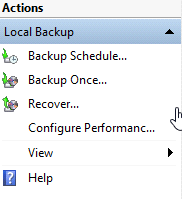 Actions
Local Backup
Backup Schedule...
Backup Once...
Recover...
Configure Performanc...
View
Help